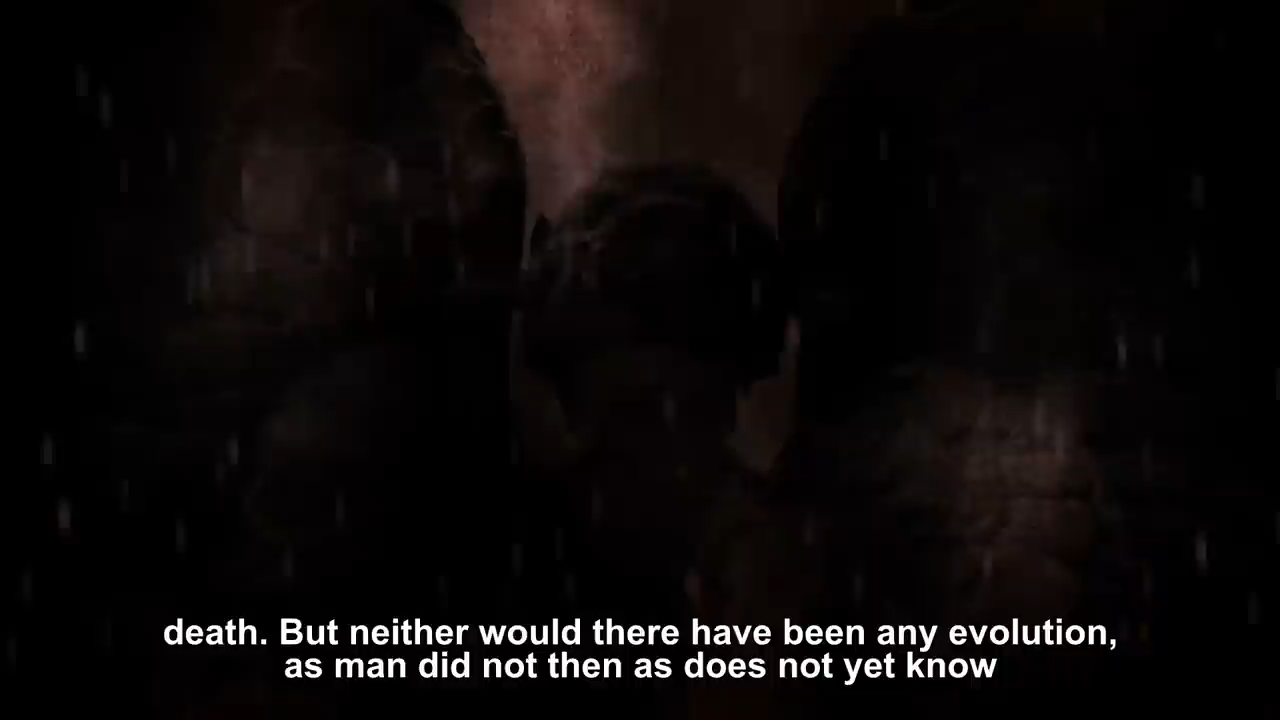 death. But neither would there have been any evolution,
as man did not then as does not yet know